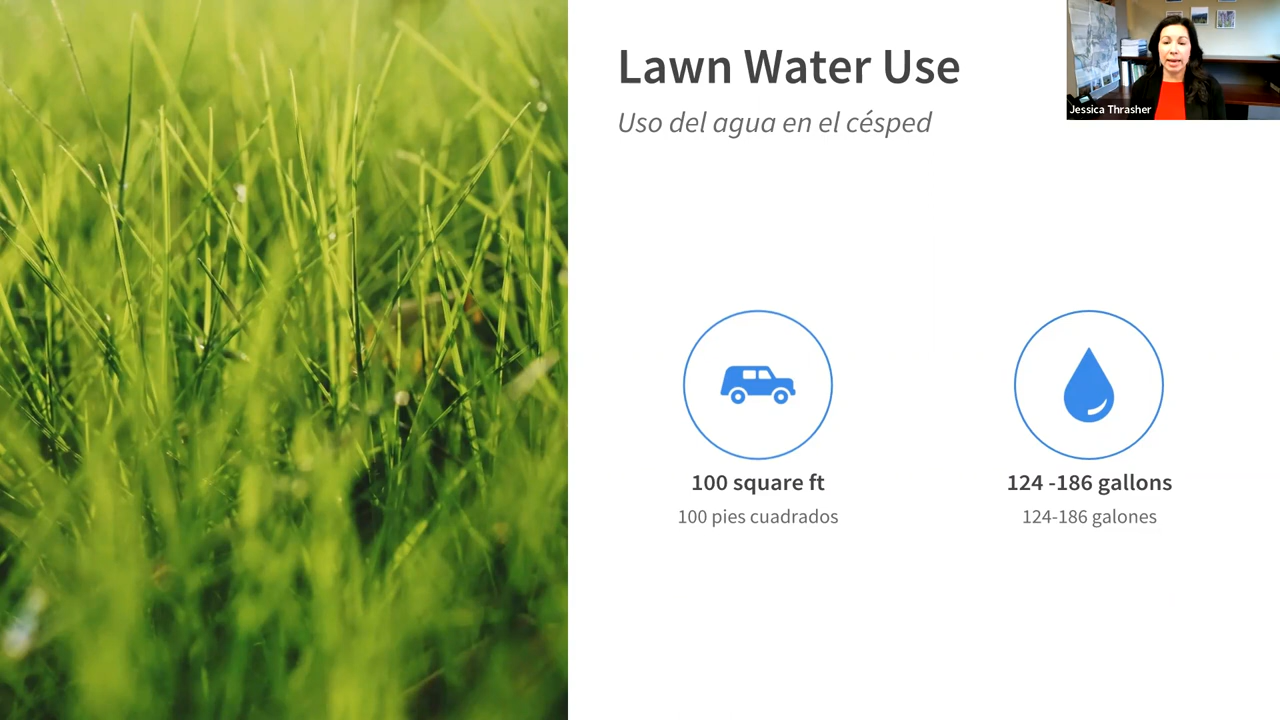 Lawn Water Use
Uso del agua en el césped
Jessica Thrasher
100 square ft
100 pies cuadrados
124 -186 gallons
124-186 galones